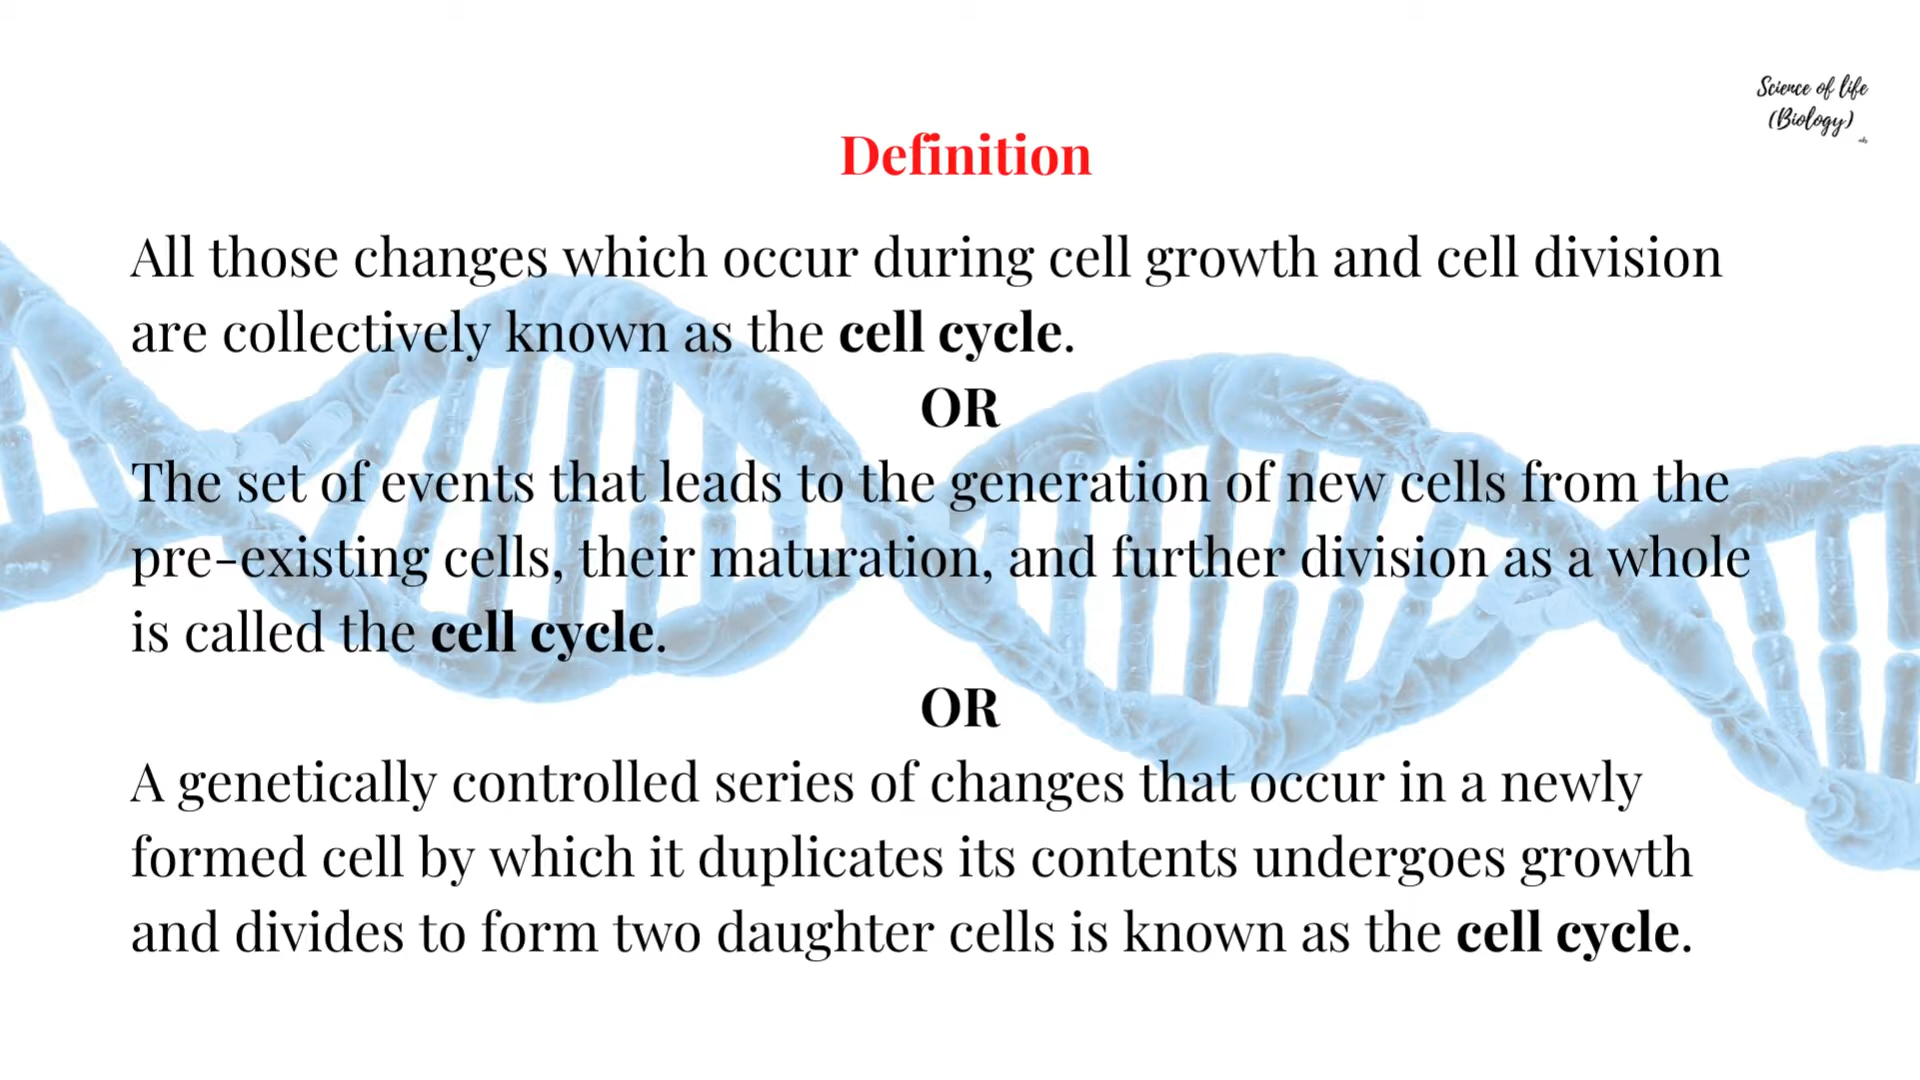 Science of life
(Biology)
Definition
All those changes which occur during cell growth and cell division
are collectively known as the cell cycle.
OR
The set of events that leads to the generation of new cells from the
pre-existing cells, their maturation, and further division as a whole
is called the cell cycle.
OR
A genetically controlled series of changes that occur in a newly
formed cell by which it duplicates its contents undergoes growth
and divides to form two daughter cells is known as the cell cycle.